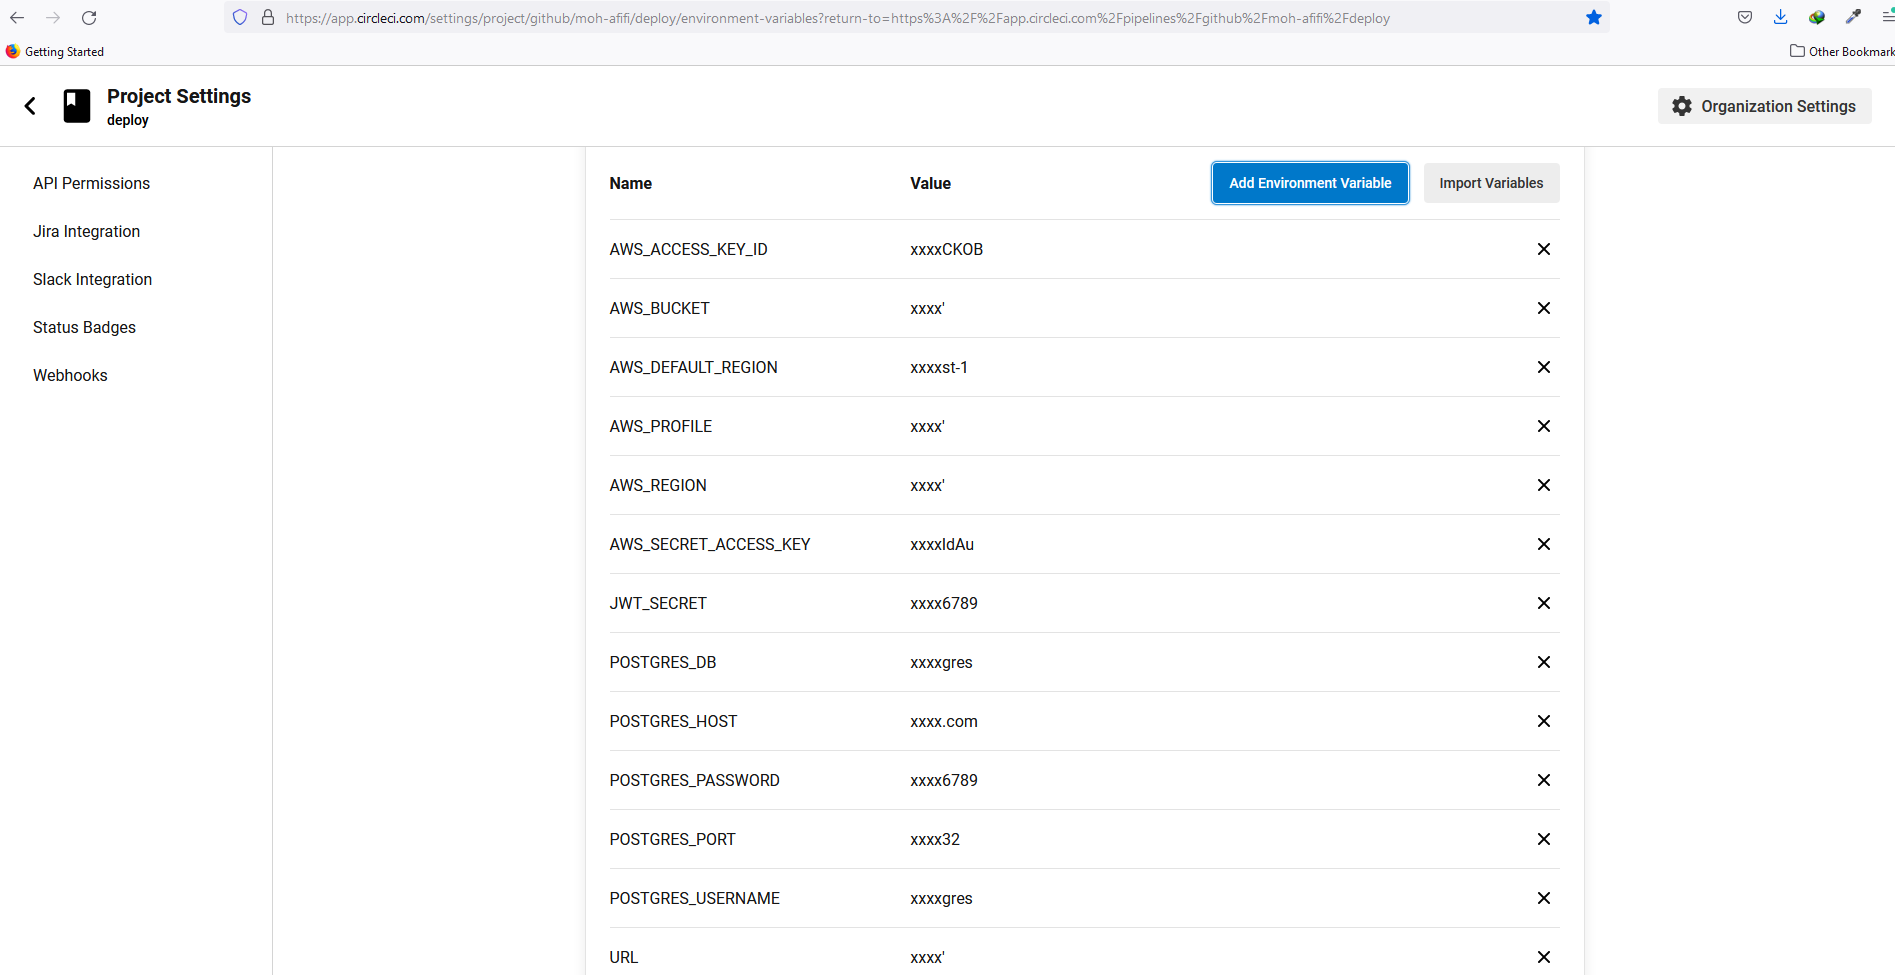 https://app.circleci.com/settings/project/github/moh-afifi/deploy/environment-variables?return-to=https%3A%2F%2Fapp.circleci.com%2Fpipelines%2Fgithub%2Fmoh-afifi%2Fdeploy
Getting Started
Other Bookmark
Project Settings
deploy
Organization Settings
API Permissions
Jira Integration
Slack Integration
Status Badges
Webhooks
Name Value Add Environment Variable Import Variables
AWS_ACCESS_KEY_ID xxxxCKOB
AWS_BUCKET xxxx'
AWS_DEFAULT_REGION xxxxst-1
AWS_PROFILE xxxx'
AWS_REGION xxxx'
AWS_SECRET_ACCESS_KEY xxxxIdAu
JWT_SECRET xxxx6789
POSTGRES_DB xxxxgres
POSTGRES_HOST xxxx.com
POSTGRES_PASSWORD xxxx6789
POSTGRES_PORT xxxx32
POSTGRES_USERNAME xxxxgres
URL xxxx'